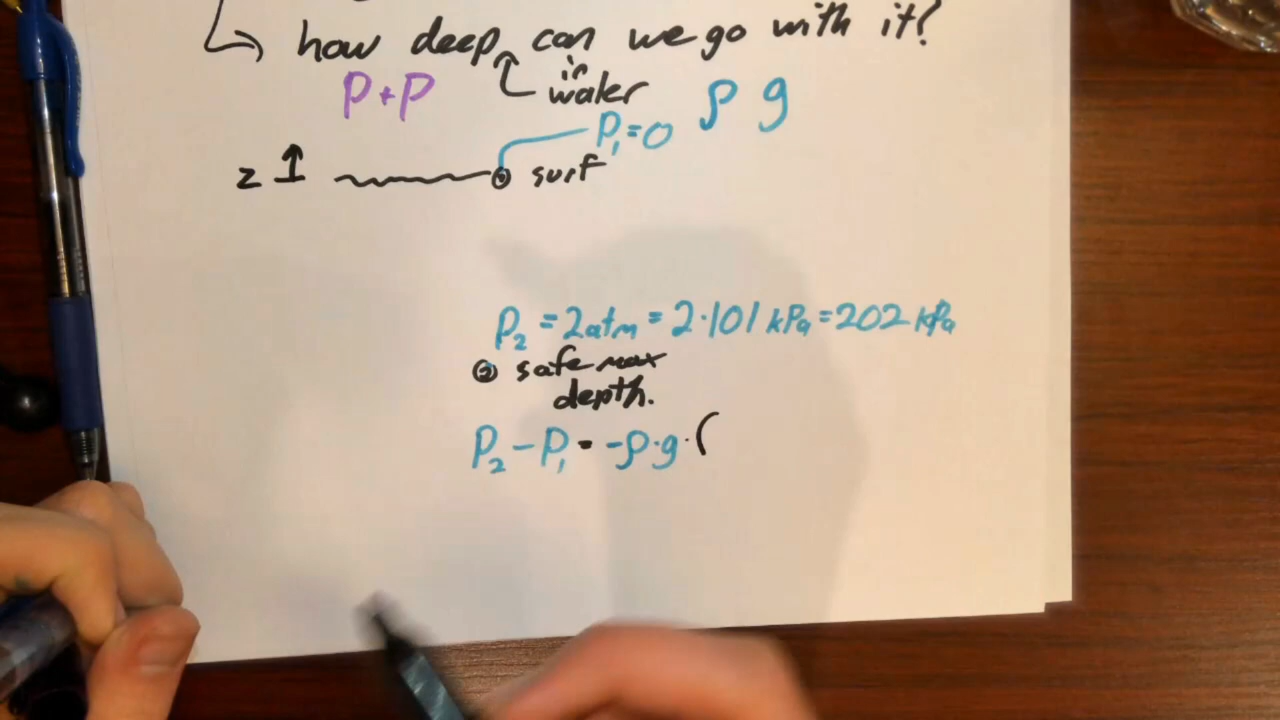 how deep can we go with it?
in
P+P water ρ g
P₁=0
z surf
P₂ = 2atm = 2·101 kPa = 202 kPa
② safe max
depth.
P₂ - P₁ = -ρ·g·(